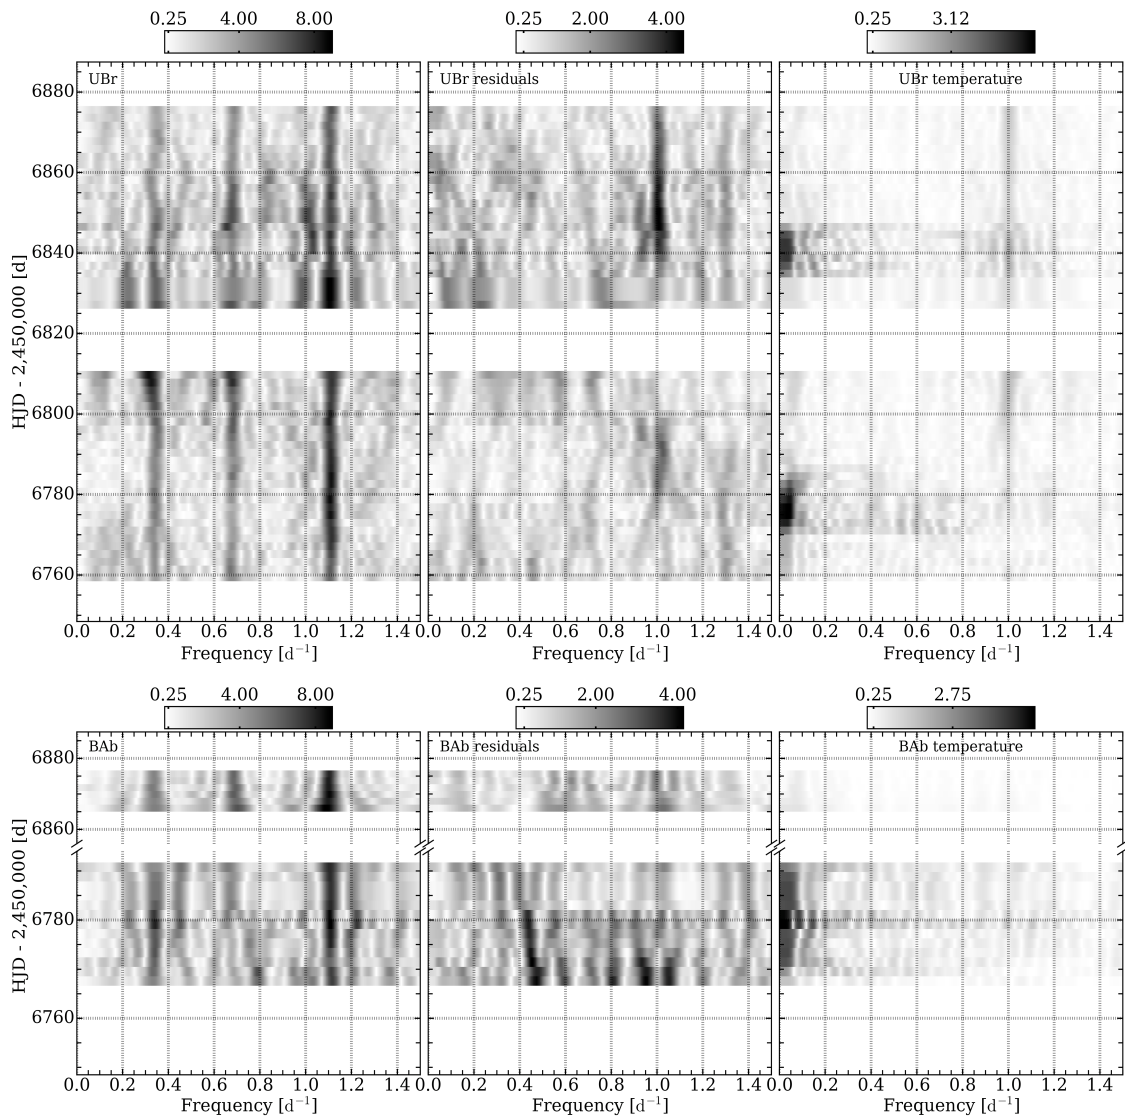 0.25 4.00 8.00 0.25 2.00 4.00 0.25 3.12
UBr UBr residuals UBr temperature
6880
6860
6840
6820
6800
6780
6760
HJD - 2,450,000 [d]
0.0 0.2 0.4 0.6 0.8 1.0 1.2 1.4 0.0 0.2 0.4 0.6 0.8 1.0 1.2 1.4 0.0 0.2 0.4 0.6 0.8 1.0 1.2 1.4
Frequency [d⁻¹] Frequency [d⁻¹] Frequency [d⁻¹]
0.25 4.00 8.00 0.25 2.00 4.00 0.25 2.75
BAb BAb residuals BAb temperature
6880
6860
6780
6760
HJD - 2,450,000 [d]
0.0 0.2 0.4 0.6 0.8 1.0 1.2 1.4 0.0 0.2 0.4 0.6 0.8 1.0 1.2 1.4 0.0 0.2 0.4 0.6 0.8 1.0 1.2 1.4
Frequency [d⁻¹] Frequency [d⁻¹] Frequency [d⁻¹]